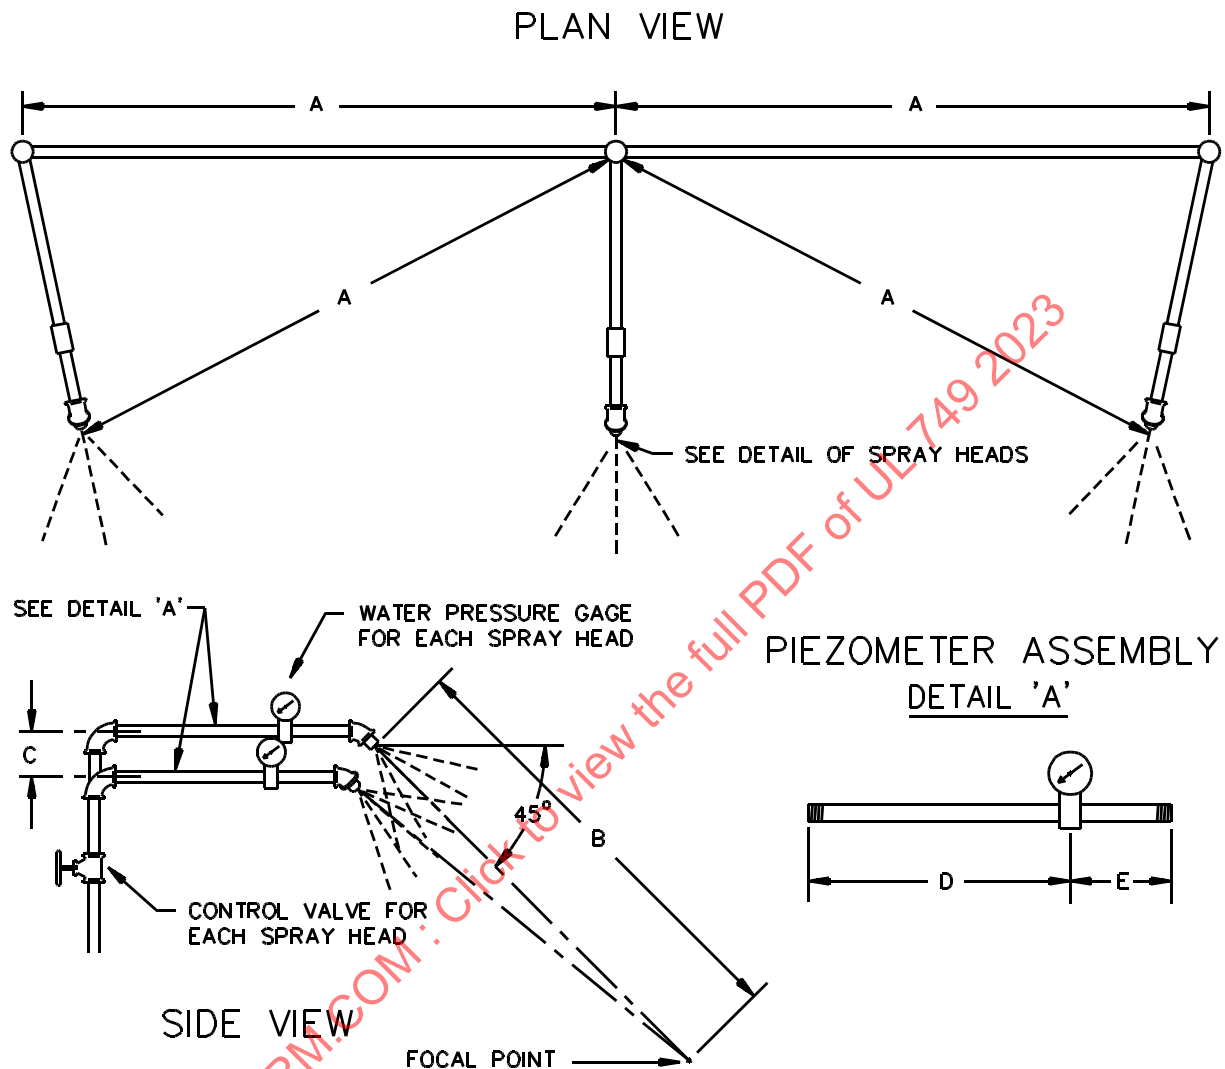 PLAN VIEW
A
A
A
A
SEE DETAIL OF SPRAY HEADS
SEE DETAIL 'A'
WATER PRESSURE GAGE
FOR EACH SPRAY HEAD
PIEZOMETER ASSEMBLY
DETAIL 'A'
C
45°
B
D
E
CONTROL VALVE FOR
EACH SPRAY HEAD
SIDE VIEW
FOCAL POINT
RM.COM : Click to view the full PDF of UL 749 2023